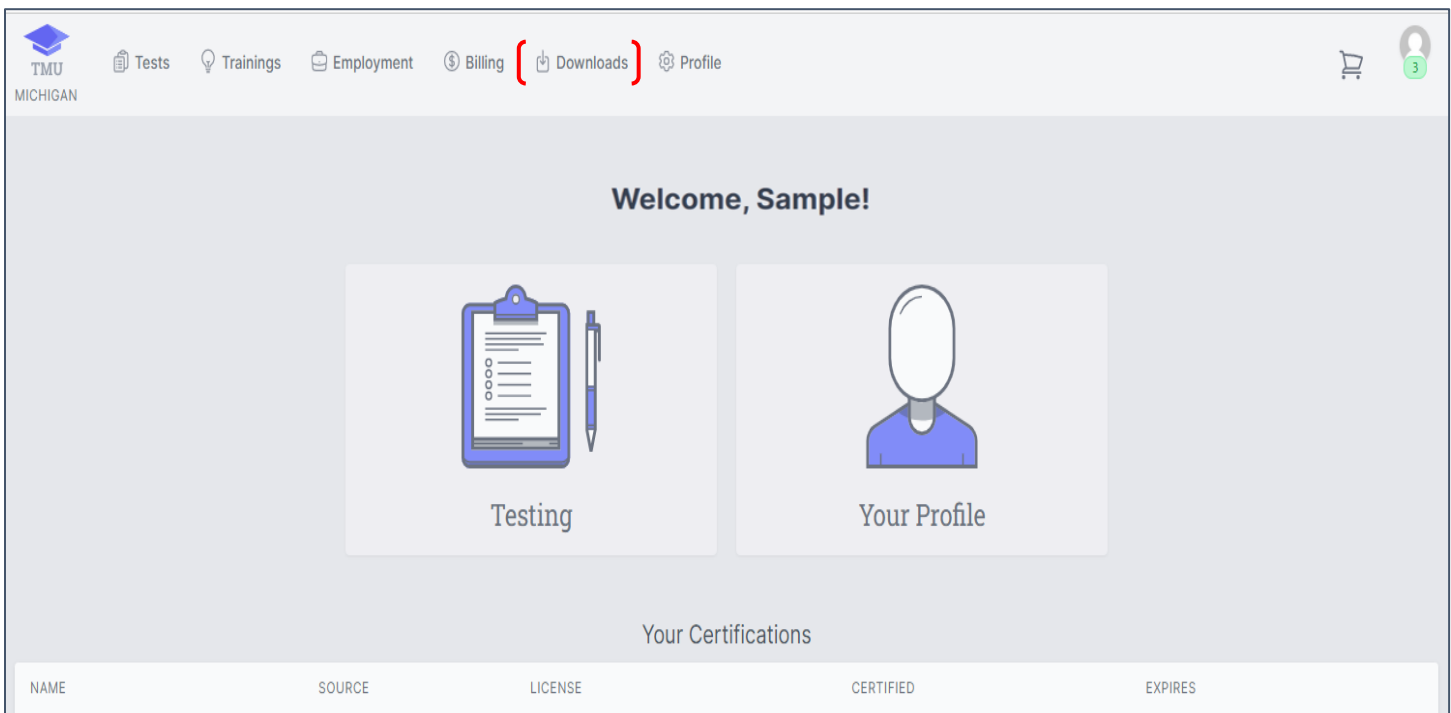 TMU
MICHIGAN
Tests Trainings Employment Billing Downloads Profile
3
Welcome, Sample!
Testing
Your Profile
Your Certifications
NAME SOURCE LICENSE CERTIFIED EXPIRES